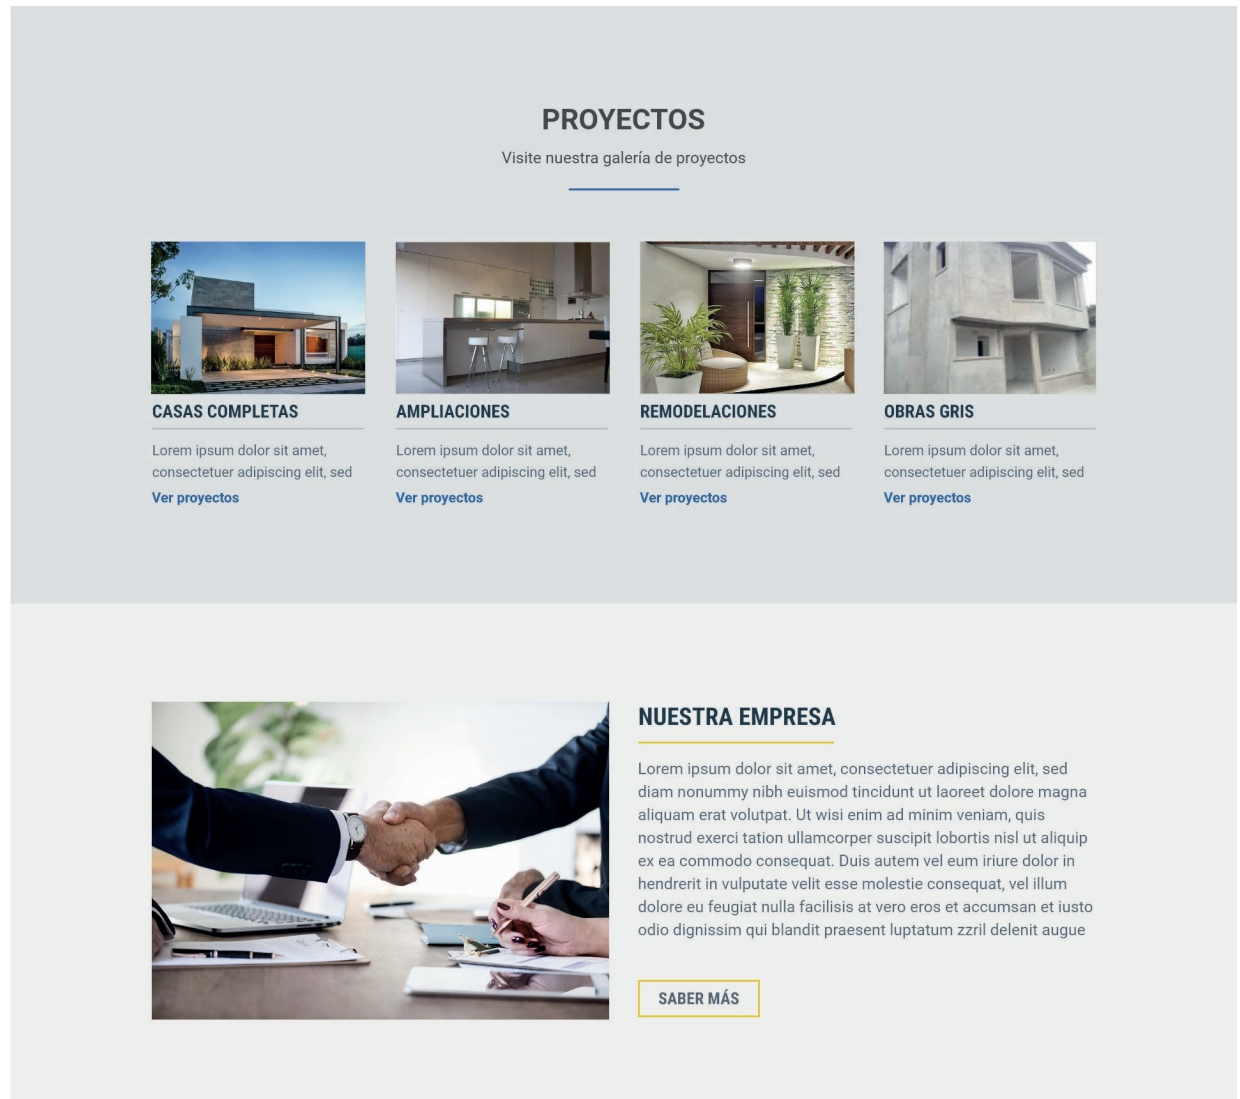 PROYECTOS
Visite nuestra galería de proyectos
CASAS COMPLETAS
Lorem ipsum dolor sit amet,
consectetuer adipiscing elit, sed
Ver proyectos
AMPLIACIONES
Lorem ipsum dolor sit amet,
consectetuer adipiscing elit, sed
Ver proyectos
REMODELACIONES
Lorem ipsum dolor sit amet,
consectetuer adipiscing elit, sed
Ver proyectos
OBRAS GRIS
Lorem ipsum dolor sit amet,
consectetuer adipiscing elit, sed
Ver proyectos
NUESTRA EMPRESA
Lorem ipsum dolor sit amet, consectetuer adipiscing elit, sed
diam nonummy nibh euismod tincidunt ut laoreet dolore magna
aliquam erat volutpat. Ut wisi enim ad minim veniam, quis
nostrud exerci tation ullamcorper suscipit lobortis nisl ut aliquip
ex ea commodo consequat. Duis autem vel eum iriure dolor in
hendrerit in vulputate velit esse molestie consequat, vel illum
dolore eu feugiat nulla facilisis at vero eros et accumsan et iusto
odio dignissim qui blandit praesent luptatum zzril delenit augue
SABER MÁS